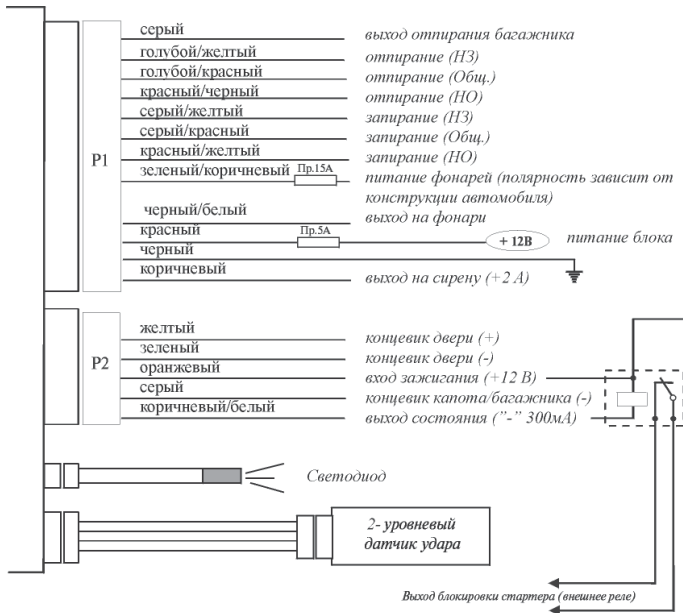 серый выход отпирания багажника
голубой/желтый отпирание (НЗ)
голубой/красный отпирание (Общ.)
красный/черный отпирание (НО)
серый/желтый запирание (НЗ)
серый/красный запирание (Общ.)
красный/желтый запирание (НО)
P1
зеленый/коричневый Пр.15А питание фонарей (полярность зависит от
конструкции автомобиля)
черный/белый выход на фонари
красный Пр.5А + 12В питание блока
черный
коричневый выход на сирену (+2 А)
желтый концевик двери (+)
зеленый концевик двери (-)
P2
оранжевый вход зажигания (+12 В)
серый концевик капота/багажника (-)
коричневый/белый выход состояния ("-" 300мА)
Светодиод
2- уровневый
датчик удара
Выход блокировки стартера (внешнее реле)